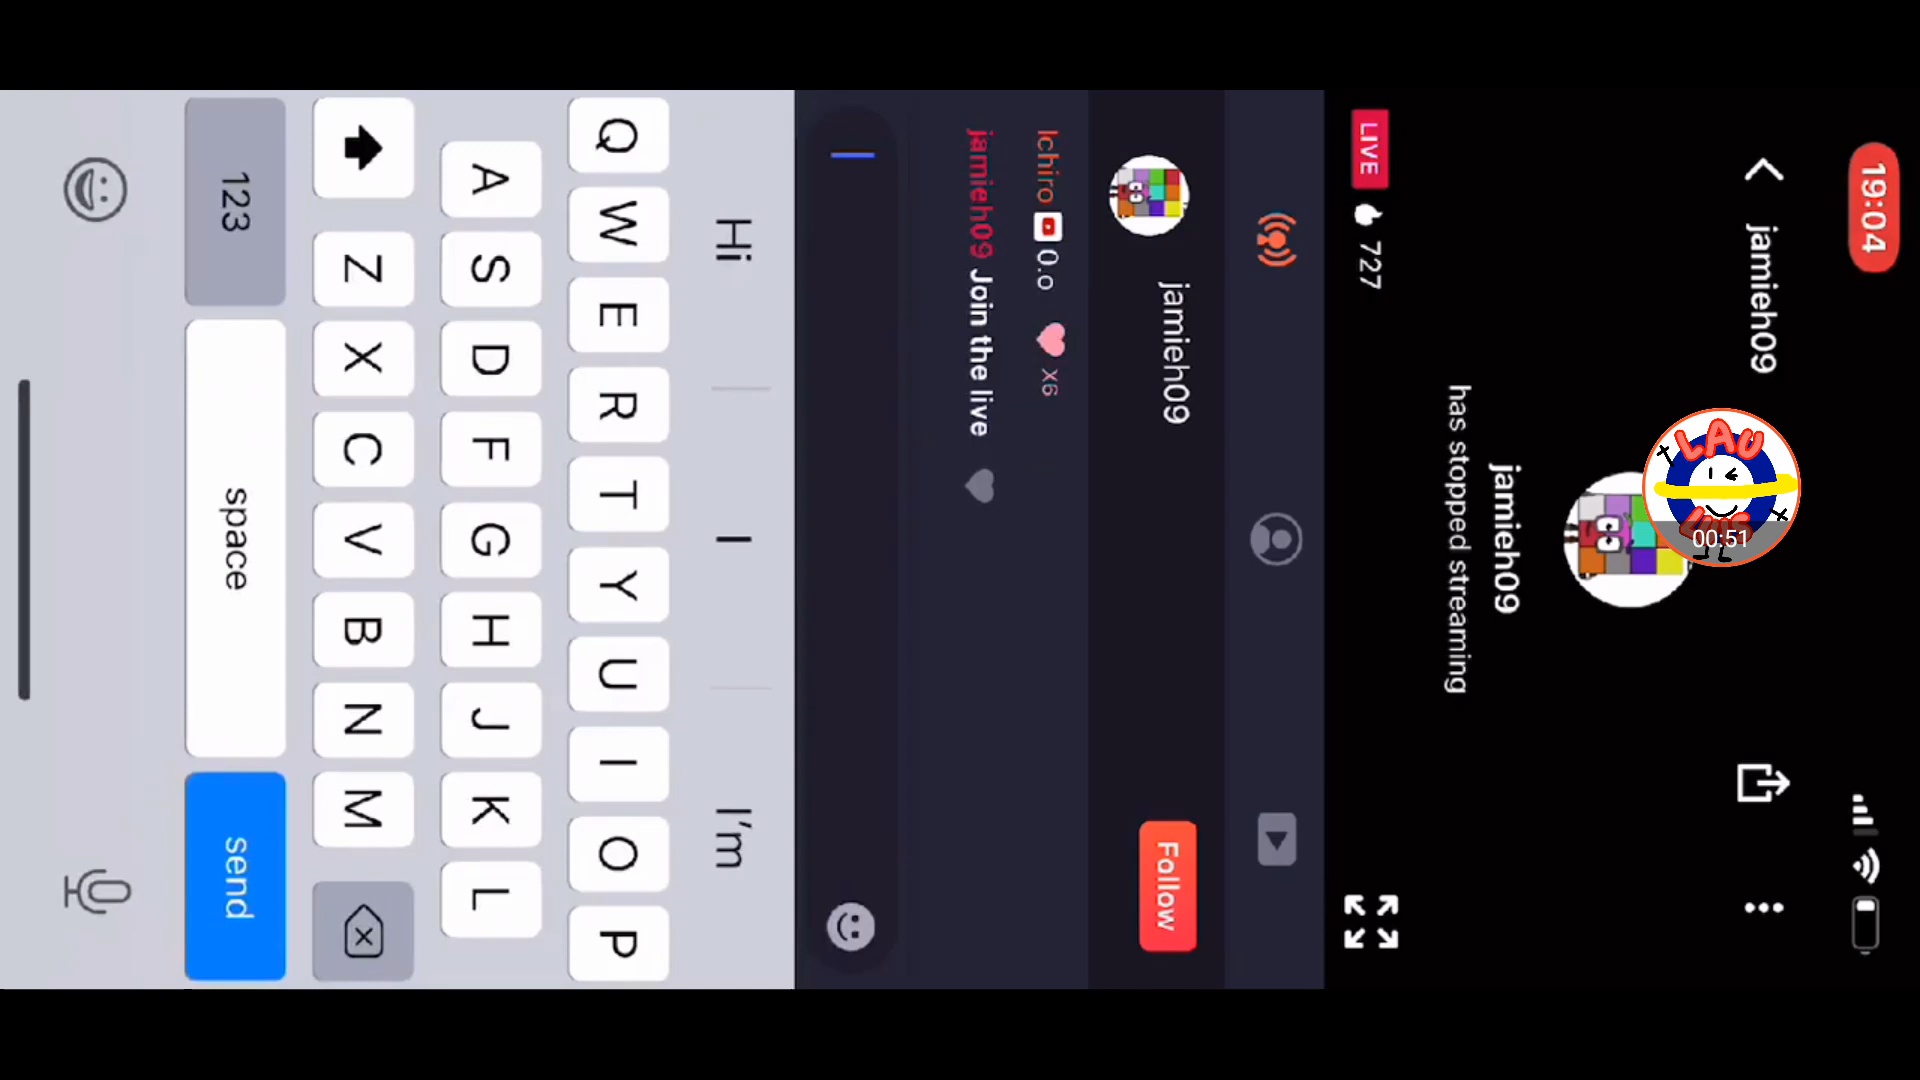 19:04
jamieh09
LAU
00:51
jamieh09
has stopped streaming
LIVE 727
jamieh09
Follow
Ichiro 0.o x6
jamieh09 Join the live
Hi I I'm
Q W E R T Y U I O P
A S D F G H J K L
Z X C V B N M
123 space send